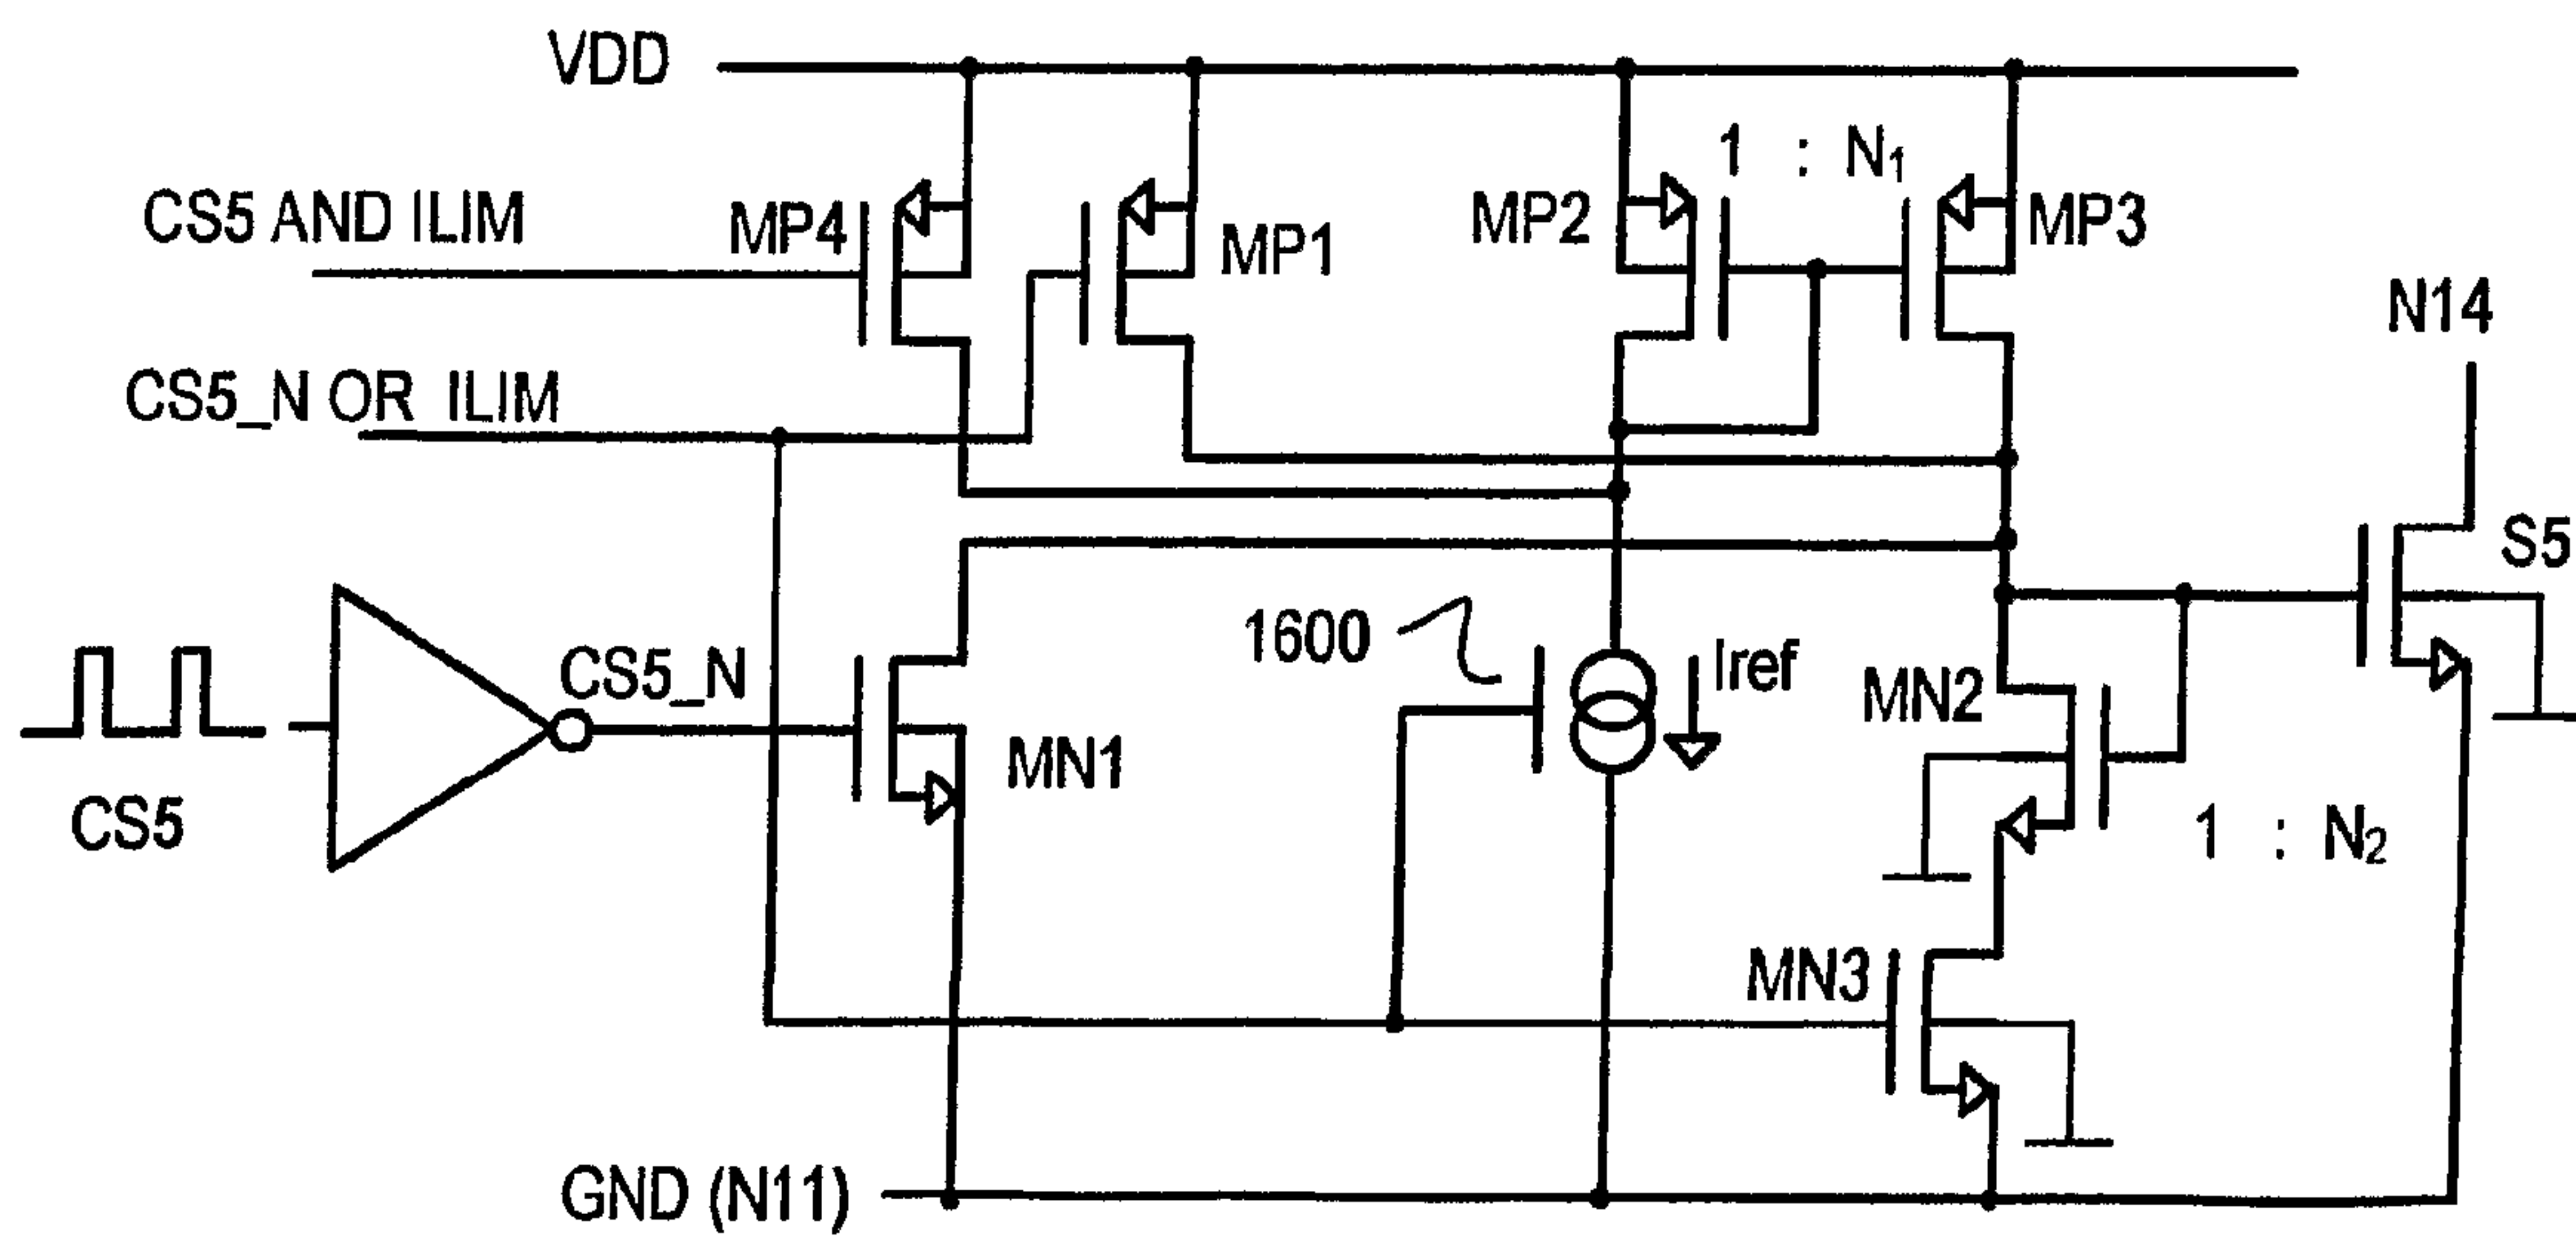 VDD
1 : N1
CS5 AND ILIM
MP4
MP1
MP2
MP3
N14
CS5_N OR ILIM
S5
1600
Iref
CS5_N
MN2
MN1
CS5
1 : N2
MN3
GND (N11)